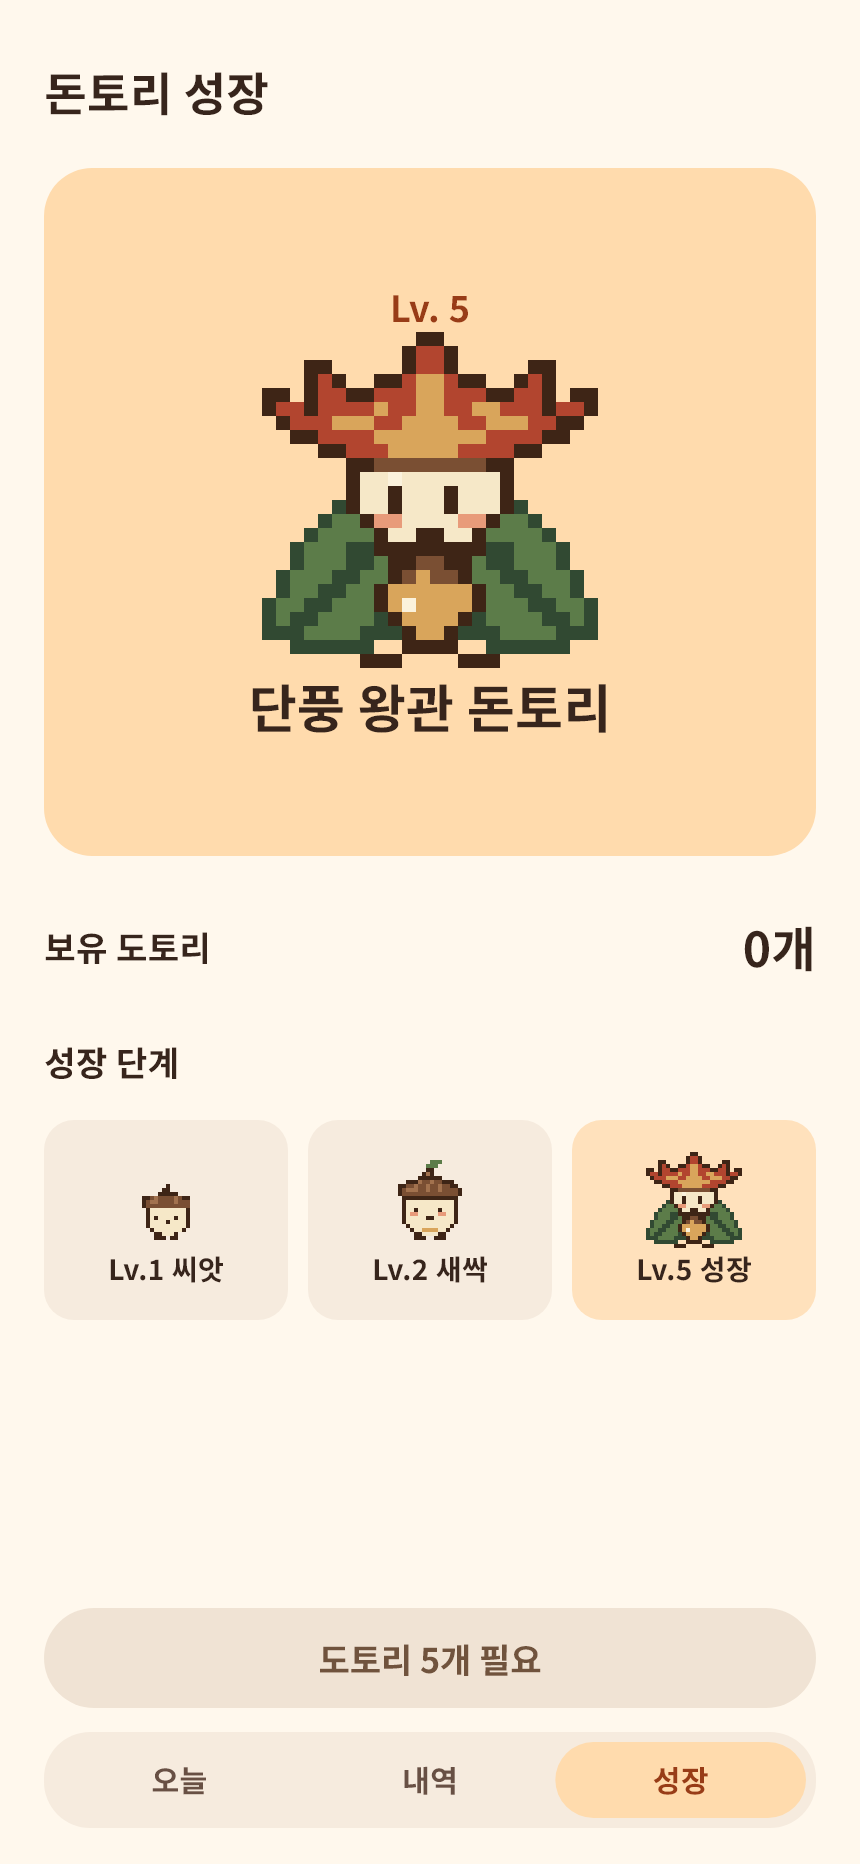 돈토리 성장
Lv. 5
단풍 왕관 돈토리
보유 도토리
0개
성장 단계
Lv.1 씨앗
Lv.2 새싹
Lv.5 성장
도토리 5개 필요
오늘
내역
성장